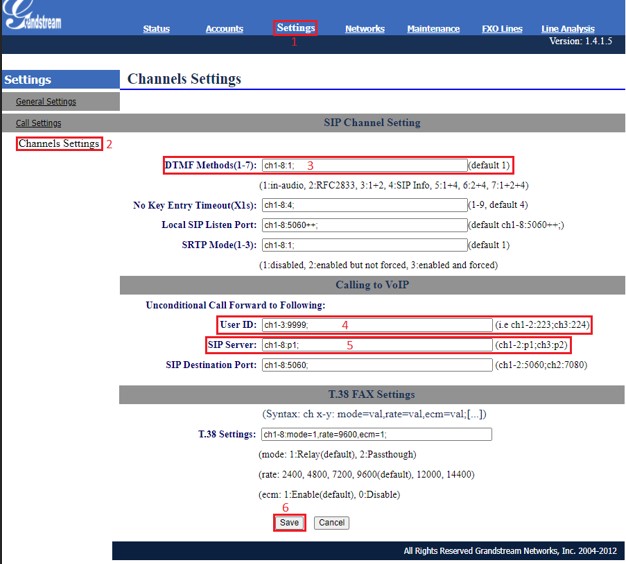 Grandstream
Status Accounts Settings Networks Maintenance FXO Lines Line Analysis
1
Version: 1.4.1.5
Settings
General Settings
Call Settings
Channels Settings 2
Channels Settings
SIP Channel Setting
DTMF Methods(1-7): ch1-8:1; 3 (default 1)
(1:in-audio, 2:RFC2833, 3:1+2, 4:SIP Info, 5:1+4, 6:2+4, 7:1+2+4)
No Key Entry Timeout(X1s): ch1-8:4; (1-9, default 4)
Local SIP Listen Port: ch1-8:5060++; (default ch1-8:5060++;)
SRTP Mode(1-3): ch1-8:1; (default 1)
(1:disabled, 2:enabled but not forced, 3:enabled and forced)
Calling to VoIP
Unconditional Call Forward to Following:
User ID: ch1-3:9999; 4 (i.e ch1-2:223;ch3:224)
SIP Server: ch1-8:p1; 5 (ch1-2:p1;ch3:p2)
SIP Destination Port: ch1-8:5060; (ch1-2:5060;ch2:7080)
T.38 FAX Settings
(Syntax: ch x-y: mode=val,rate=val,ecm=val;[...])
T.38 Settings: ch1-8:mode=1,rate=9600,ecm=1;
(mode: 1:Relay(default), 2:Passthough)
(rate: 2400, 4800, 7200, 9600(default), 12000, 14400)
(ecm: 1:Enable(default), 0:Disable)
6
Save Cancel
All Rights Reserved Grandstream Networks, Inc. 2004-2012